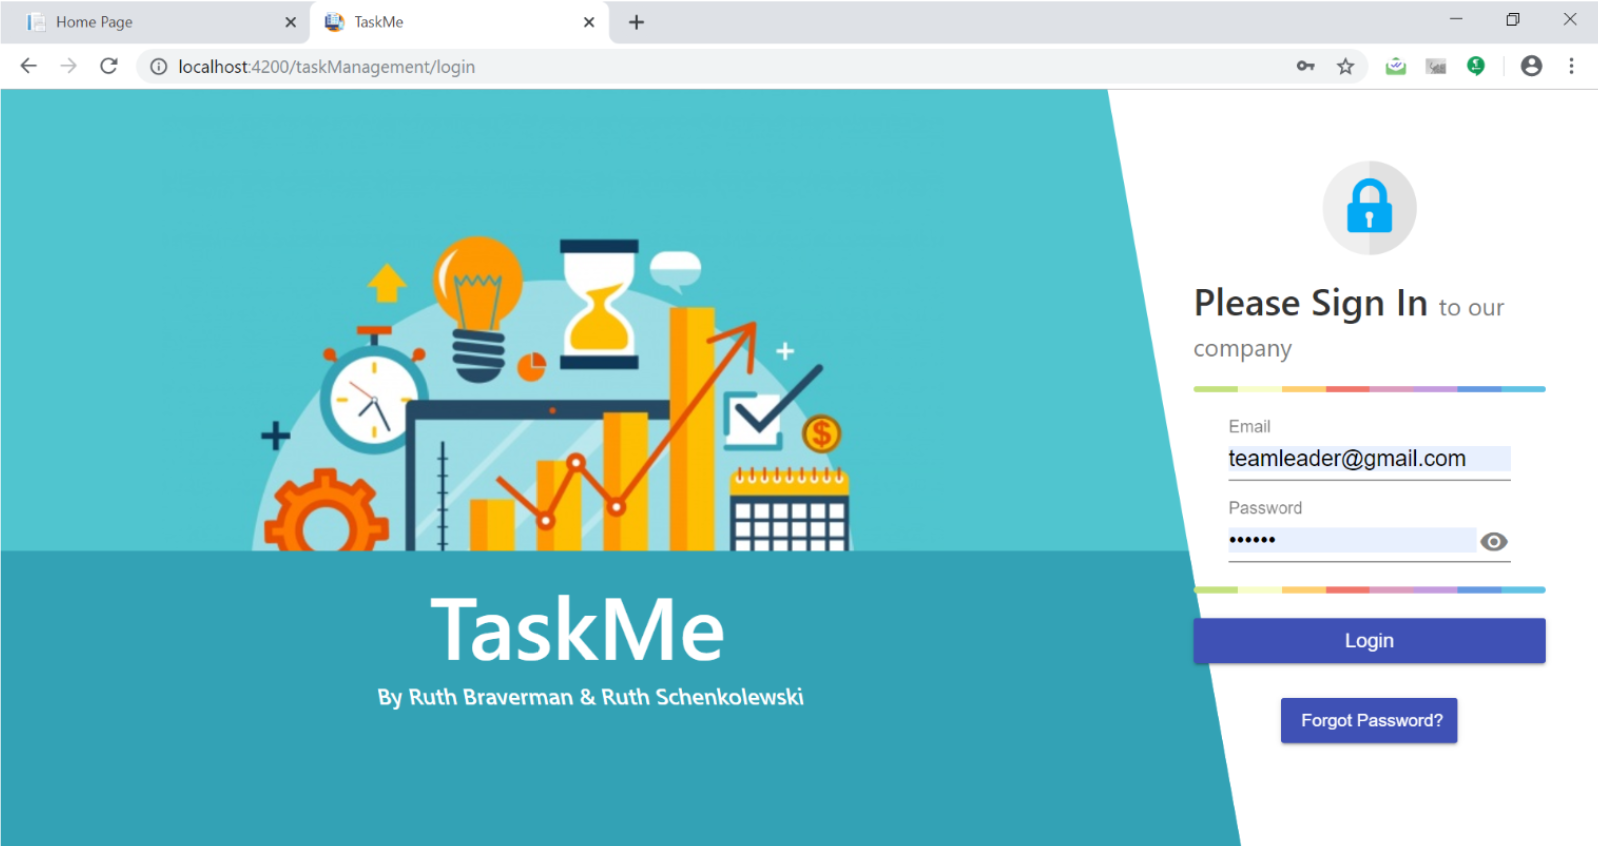 Home Page
TaskMe
localhost:4200/taskManagement/login
Please Sign In to our
company
Email
teamleader@gmail.com
Password
••••••
Login
Forgot Password?
$
TaskMe
By Ruth Braverman & Ruth Schenkolewski